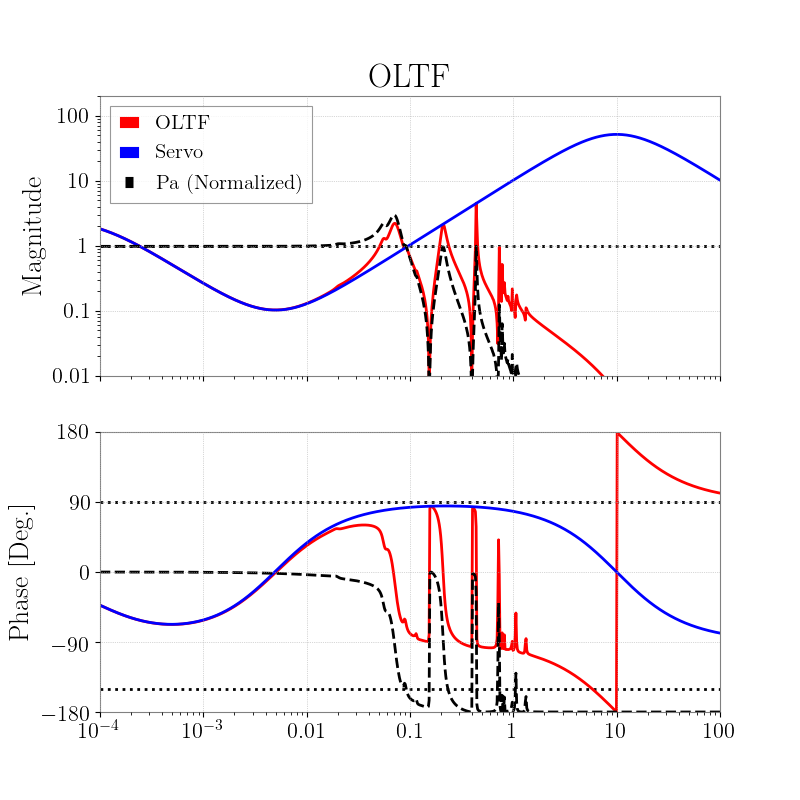 OLTF
100
10
1
0.1
0.01
Magnitude
OLTF
Servo
Pa (Normalized)
180
90
0
−90
−180
Phase [Deg.]
10⁻⁴
10⁻³
0.01
0.1
1
10
100